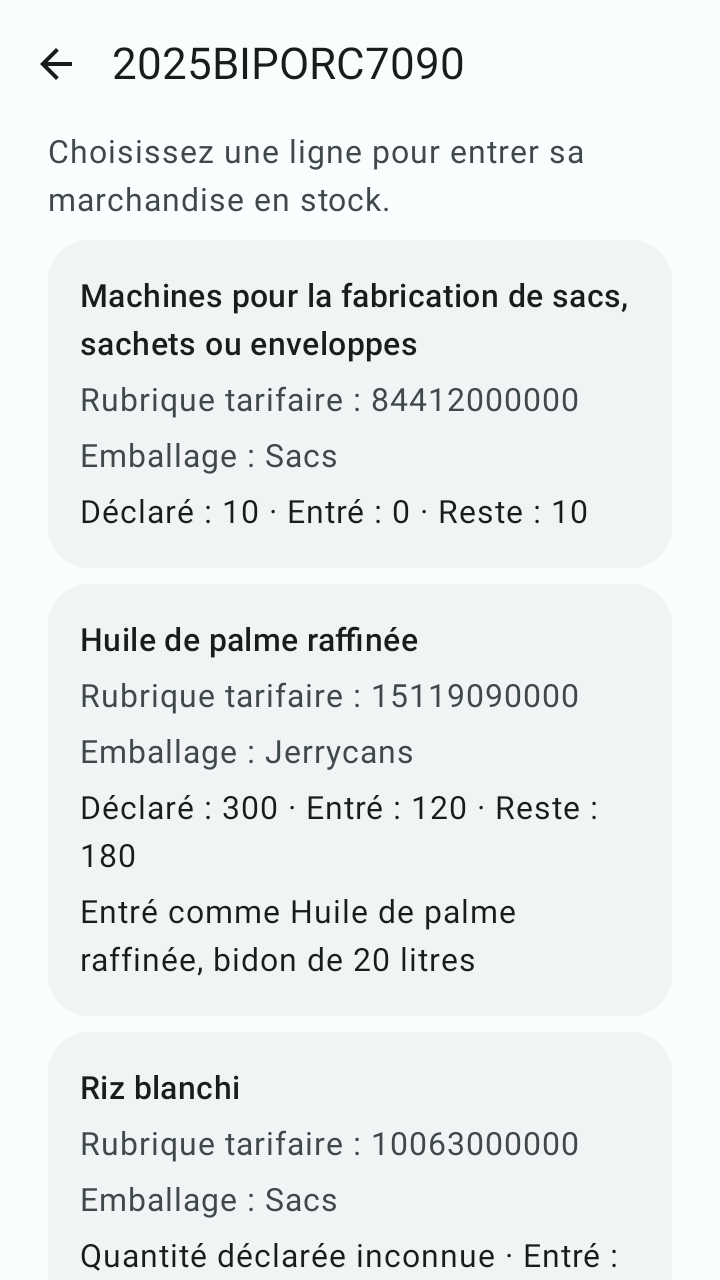 2025BIPORC7090
Choisissez une ligne pour entrer sa
marchandise en stock.
Machines pour la fabrication de sacs,
sachets ou enveloppes
Rubrique tarifaire : 84412000000
Emballage : Sacs
Déclaré : 10 · Entré : 0 · Reste : 10
Huile de palme raffinée
Rubrique tarifaire : 15119090000
Emballage : Jerrycans
Déclaré : 300 · Entré : 120 · Reste :
180
Entré comme Huile de palme
raffinée, bidon de 20 litres
Riz blanchi
Rubrique tarifaire : 10063000000
Emballage : Sacs
Quantité déclarée inconnue · Entré :